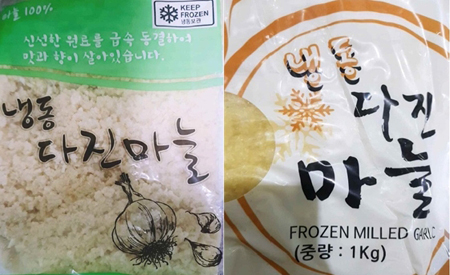 마늘 100%
KEEP
FROZEN
냉동보관
신선한 원료를 급속 동결하여
맛과 향이 살아있습니다.
냉동
다진마늘
냉동
다진
마늘
FROZEN MILLED GARLIC
(중량 : 1Kg)